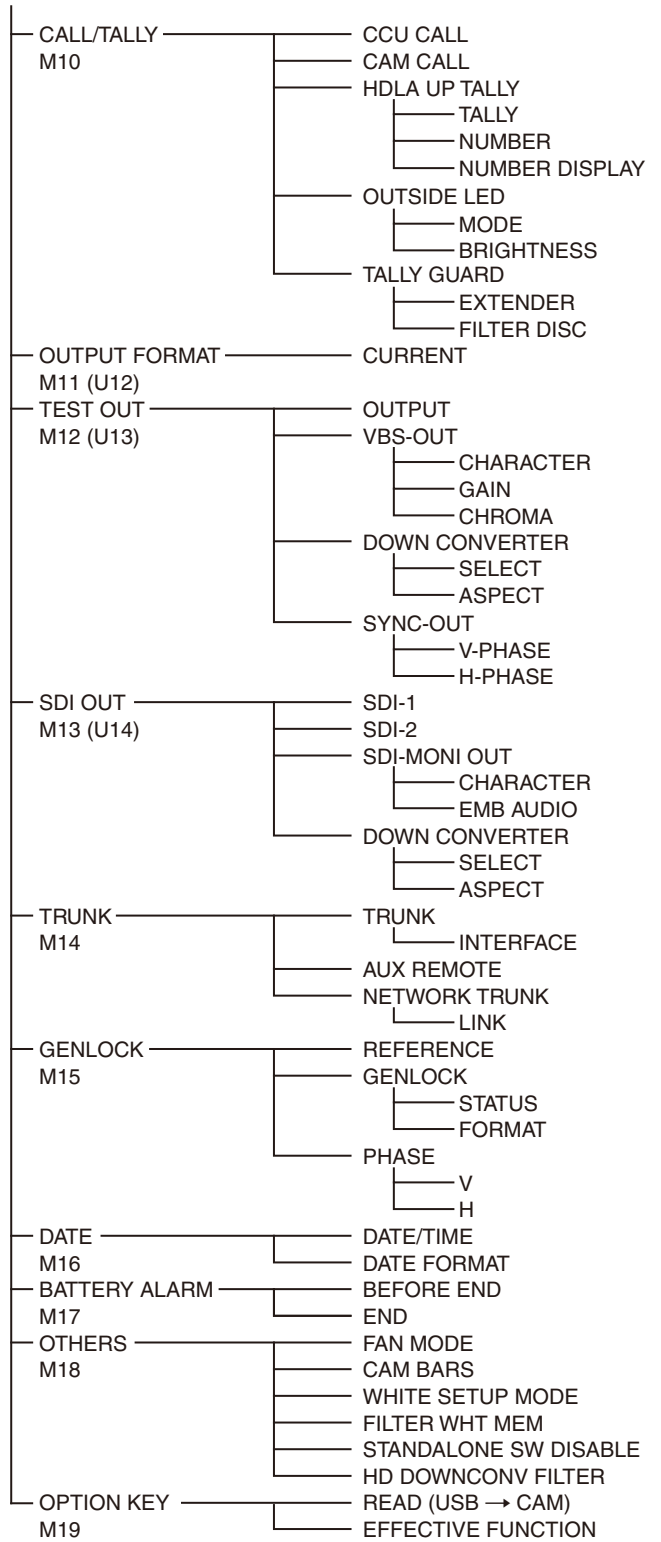 CALL/TALLY CCU CALL
M10 CAM CALL
HDLA UP TALLY
TALLY
NUMBER
NUMBER DISPLAY
OUTSIDE LED
MODE
BRIGHTNESS
TALLY GUARD
EXTENDER
FILTER DISC
OUTPUT FORMAT CURRENT
M11 (U12)
TEST OUT OUTPUT
M12 (U13) VBS-OUT
CHARACTER
GAIN
CHROMA
DOWN CONVERTER
SELECT
ASPECT
SYNC-OUT
V-PHASE
H-PHASE
SDI OUT SDI-1
M13 (U14) SDI-2
SDI-MONI OUT
CHARACTER
EMB AUDIO
DOWN CONVERTER
SELECT
ASPECT
TRUNK TRUNK
M14 INTERFACE
AUX REMOTE
NETWORK TRUNK
LINK
GENLOCK REFERENCE
M15 GENLOCK
STATUS
FORMAT
PHASE
V
H
DATE DATE/TIME
M16 DATE FORMAT
BATTERY ALARM BEFORE END
M17 END
OTHERS FAN MODE
M18 CAM BARS
WHITE SETUP MODE
FILTER WHT MEM
STANDALONE SW DISABLE
HD DOWNCONV FILTER
OPTION KEY READ (USB → CAM)
M19 EFFECTIVE FUNCTION